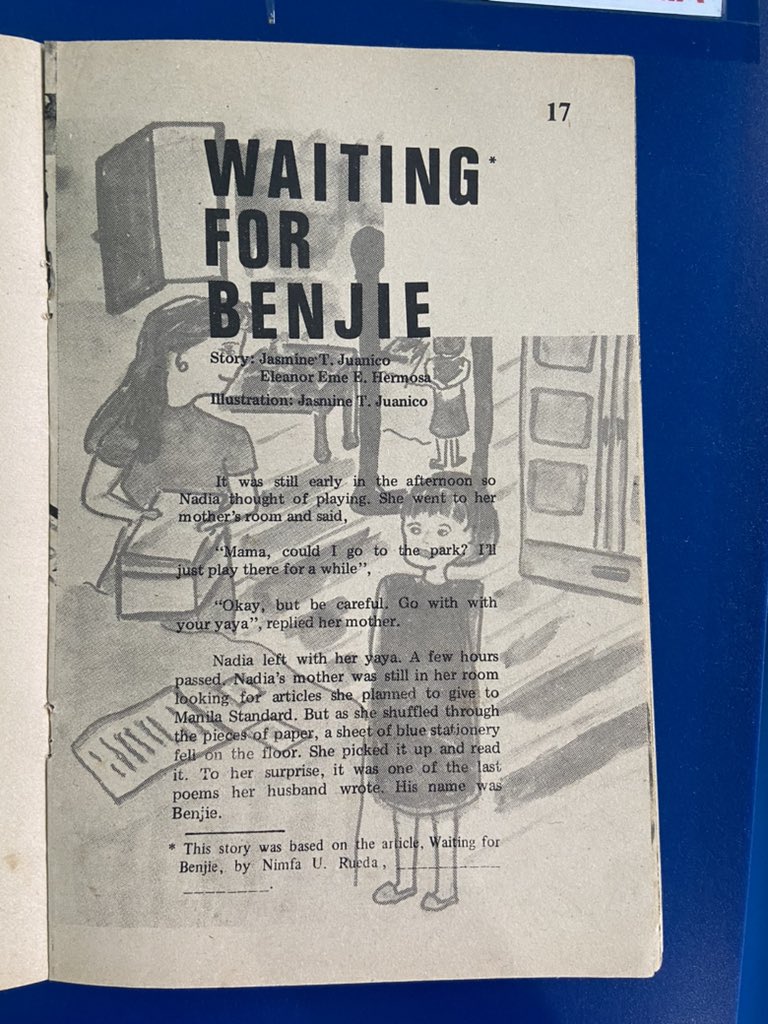 17
WAITING*
FOR
BENJIE
Story: Jasmine T. Juanico
Eleanor Eme E. Hermosa
Illustration: Jasmine T. Juanico
It was still early in the afternoon so
Nadia thought of playing. She went to her
mother's room and said,
"Mama, could I go to the park? I'll
just play there for a while",
"Okay, but be careful. Go with with
your yaya", replied her mother.
Nadia left with her yaya. A few hours
passed. Nadia's mother was still in her room
looking for articles she planned to give to
Manila Standard. But as she shuffled through
the pieces of paper, a sheet of blue stationery
fell on the floor. She picked it up and read
it. To her surprise, it was one of the last
poems her husband wrote. His name was
Benjie.
* This story was based on the article, Waiting for
Benjie, by Nimfa U. Rueda, ____________
__________.